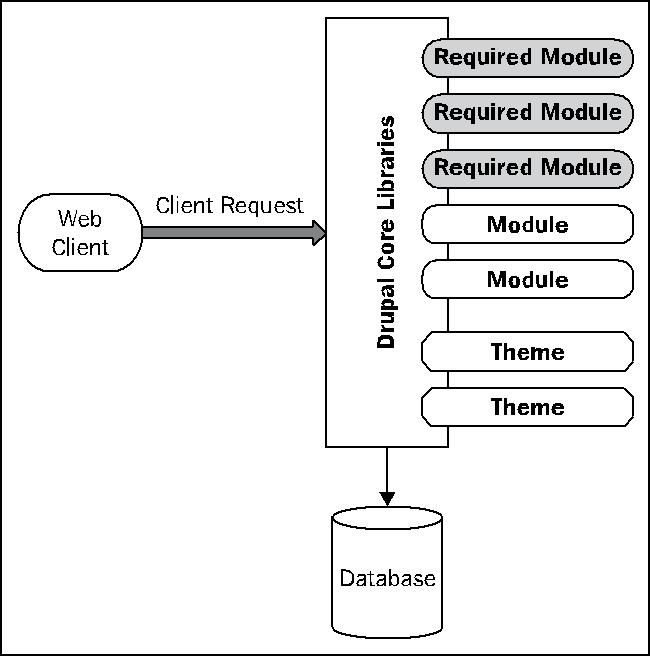 Web
Client
Client Request
Drupal Core Libraries
Required Module
Required Module
Required Module
Module
Module
Theme
Theme
Database